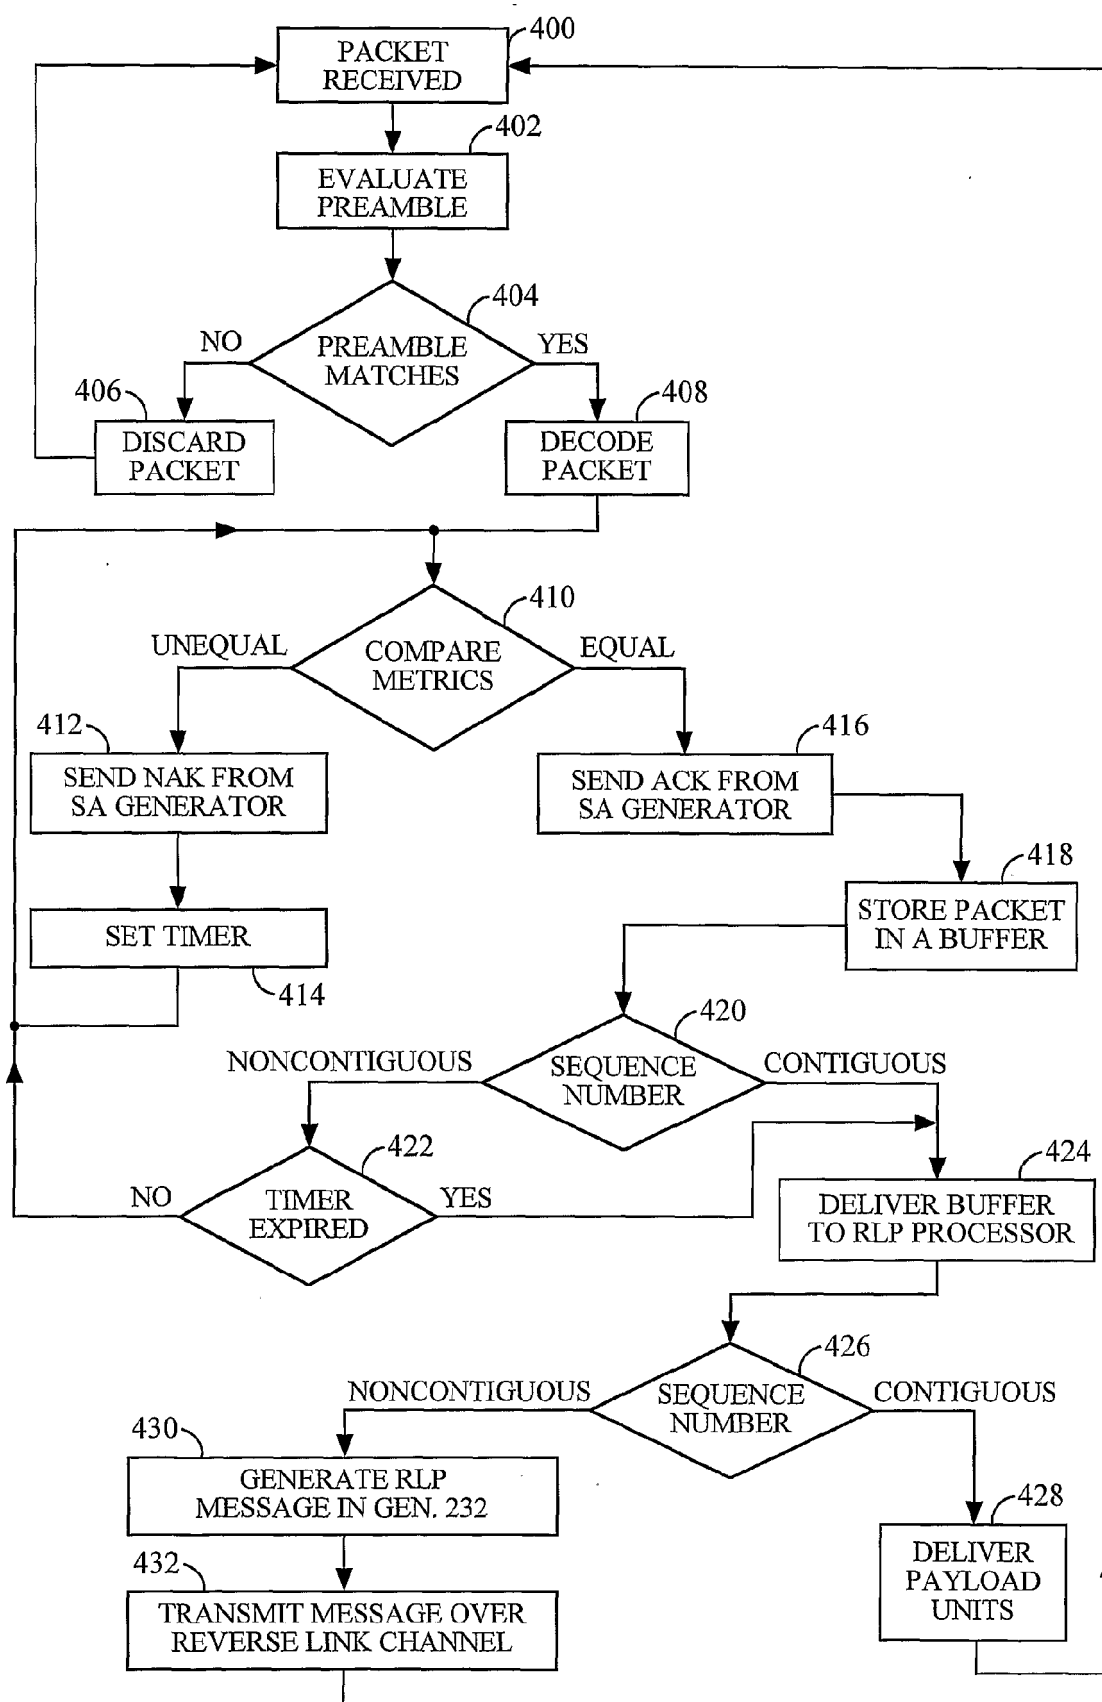 400
PACKET
RECEIVED
402
EVALUATE
PREAMBLE
404
NO
PREAMBLE
MATCHES
YES
406
DISCARD
PACKET
408
DECODE
PACKET
410
UNEQUAL
COMPARE
METRICS
EQUAL
412
SEND NAK FROM
SA GENERATOR
416
SEND ACK FROM
SA GENERATOR
418
STORE PACKET
IN A BUFFER
SET TIMER
414
420
NONCONTIGUOUS
SEQUENCE
NUMBER
CONTIGUOUS
422
NO
TIMER
EXPIRED
YES
424
DELIVER BUFFER
TO RLP PROCESSOR
426
NONCONTIGUOUS
SEQUENCE
NUMBER
CONTIGUOUS
430
GENERATE RLP
MESSAGE IN GEN. 232
428
DELIVER
PAYLOAD
UNITS
432
TRANSMIT MESSAGE OVER
REVERSE LINK CHANNEL